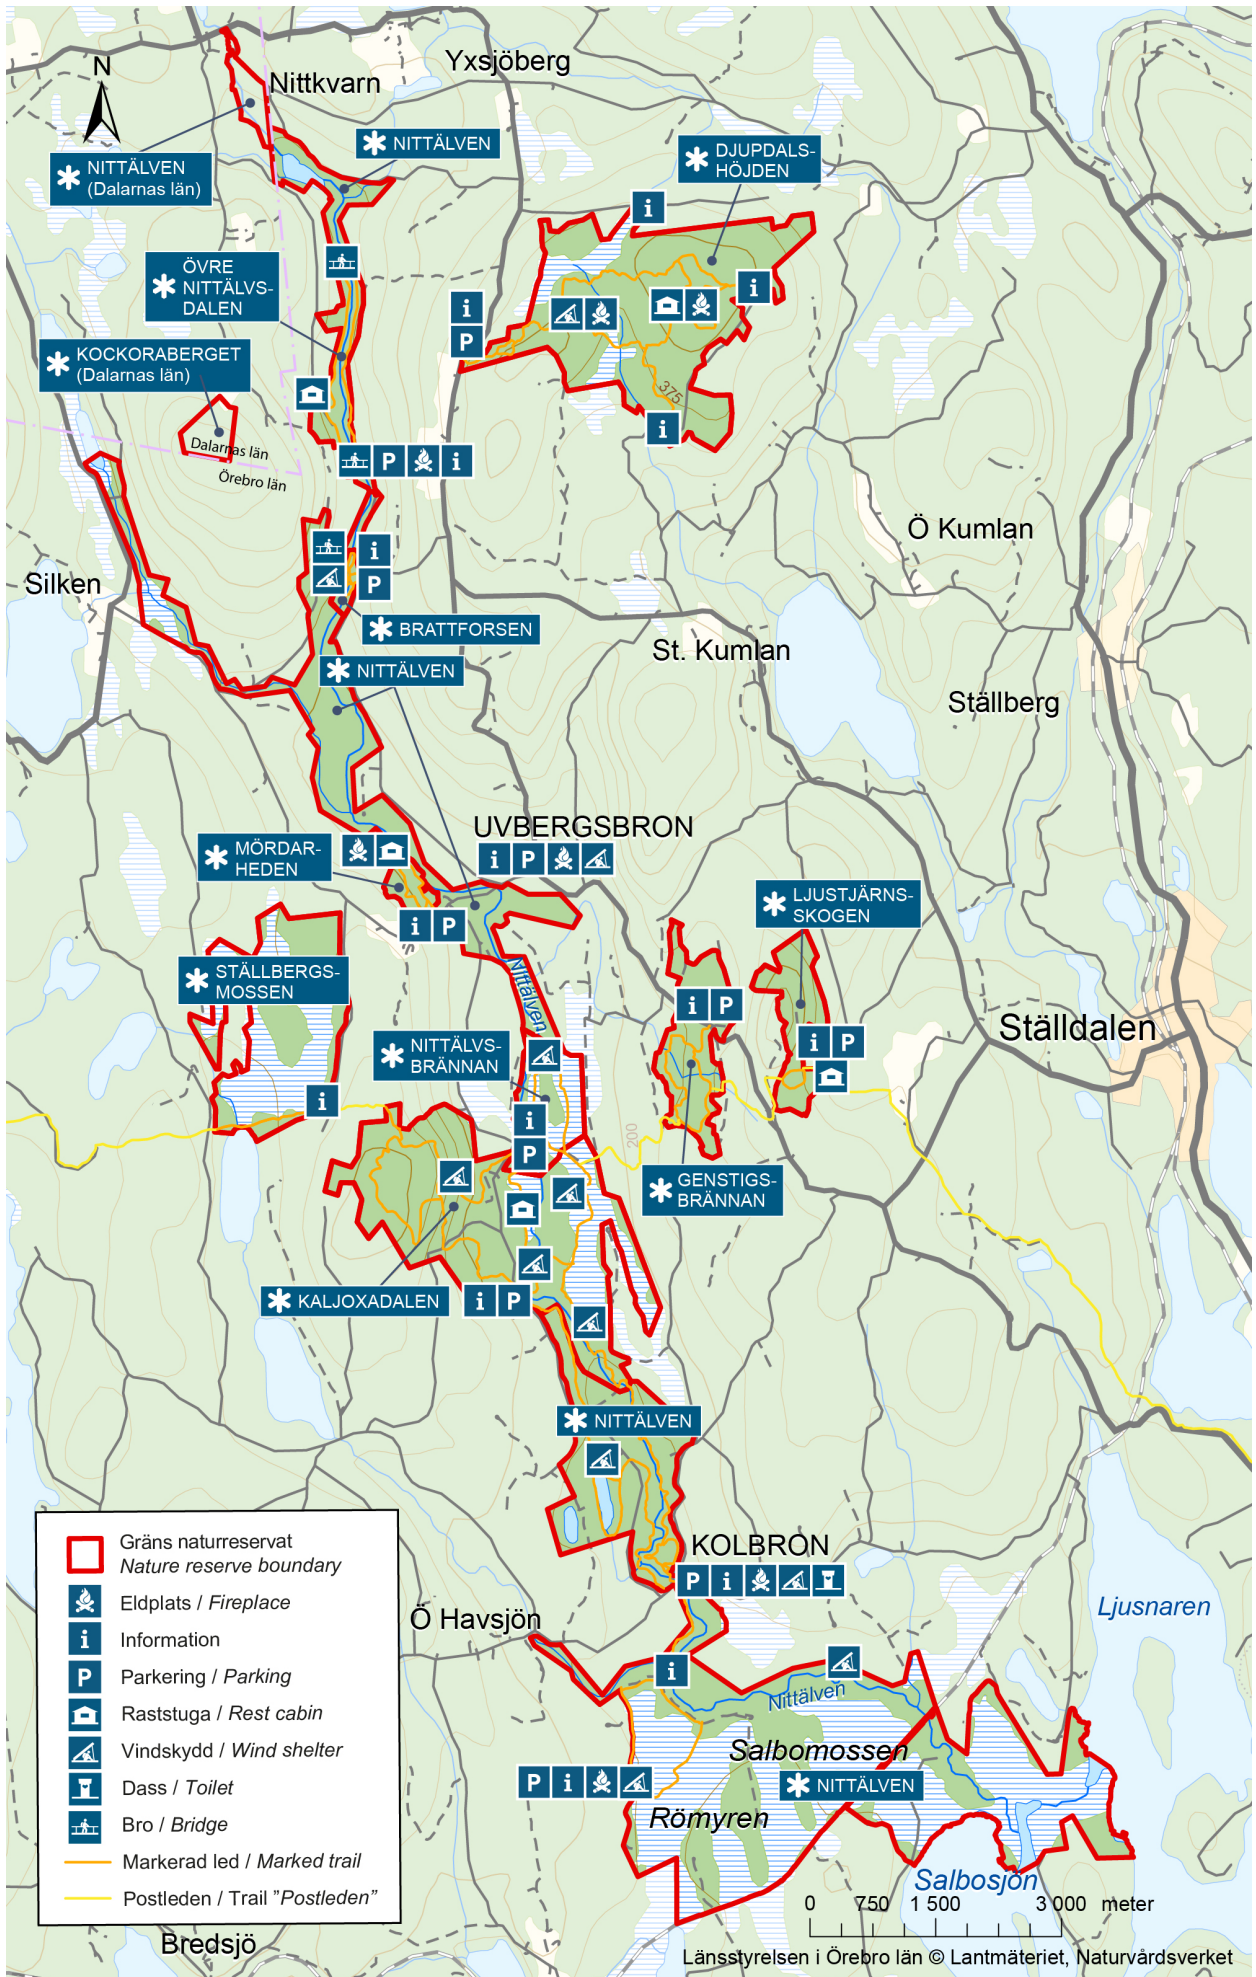 Yxsjöberg
N
Nittkvarn
NITTÄLVEN
DJUPDALS-
HÖJDEN
NITTÄLVEN
(Dalarnas län)
i
ÖVRE
NITTÄLVS-
DALEN
i
i
P
KOCKORABERGET
(Dalarnas län)
375
i
Dalarnas län
Örebro län
P
i
Ö Kumlan
i
P
Silken
BRATTFORSEN
St. Kumlan
NITTÄLVEN
Ställberg
UVBERGSBRON
i
P
MÖRDAR-
HEDEN
LJUSTJÄRNS-
SKOGEN
i
P
STÄLLBERGS-
MOSSEN
Nittälven
i
P
Ställdalen
i
P
NITTÄLVS-
BRÄNNAN
i
i
P
200
GENSTIGS-
BRÄNNAN
KALJOXADALEN
i
P
NITTÄLVEN
KOLBRON
P
i
Ljusnaren
Ö Havsjön
i
Nittälven
Salbomossen
P
i
NITTÄLVEN
Römyren
Salbosjön
Gräns naturreservat
Nature reserve boundary
Eldplats / Fireplace
i
Information
P
Parkering / Parking
Raststuga / Rest cabin
Vindskydd / Wind shelter
Dass / Toilet
Bro / Bridge
Markerad led / Marked trail
Postleden / Trail ”Postleden”
0 750 1 500 3 000 meter
Bredsjö
Länsstyrelsen i Örebro län © Lantmäteriet, Naturvårdsverket